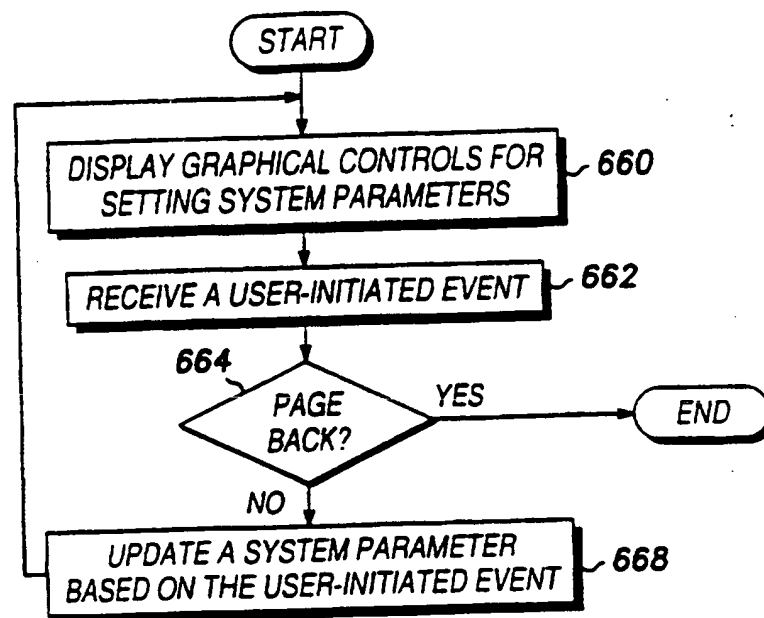 START
DISPLAY GRAPHICAL CONTROLS FOR
SETTING SYSTEM PARAMETERS
660
RECEIVE A USER-INITIATED EVENT
662
664
PAGE
BACK?
YES
END
NO
UPDATE A SYSTEM PARAMETER
BASED ON THE USER-INITIATED EVENT
668